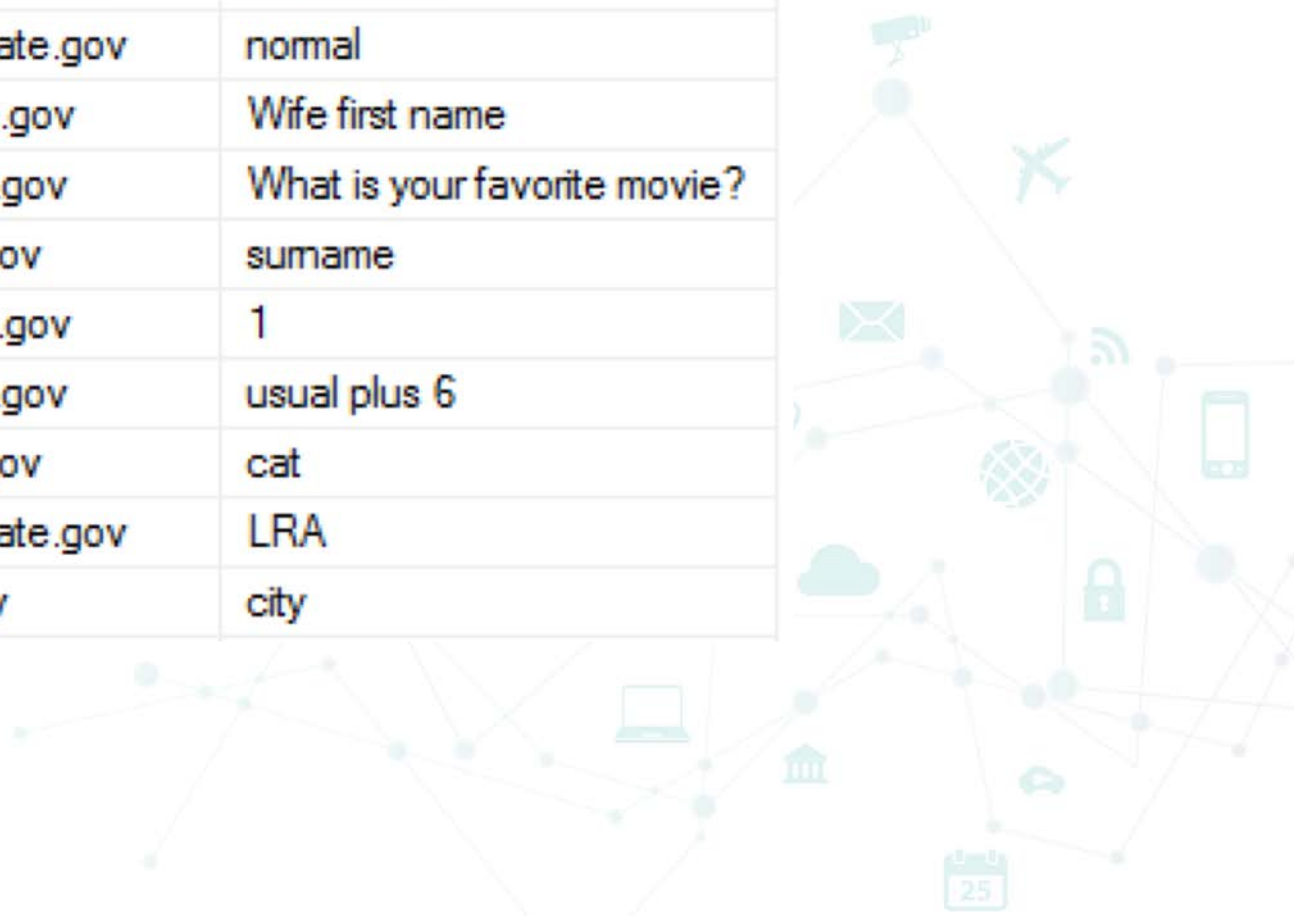 ate.gov normal
.gov Wife first name
.gov What is your favorite movie?
ov surname
.gov 1
.gov usual plus 6
ov cat
ate.gov LRA
city
25